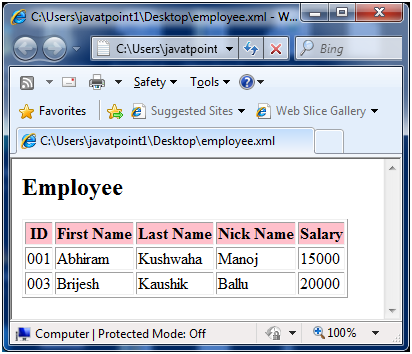 C:\Users\javatpoint1\Desktop\employee.xml - W...
C:\Users\javatpoint Bing
Safety Tools
Favorites Suggested Sites Web Slice Gallery
C:\Users\javatpoint1\Desktop\employee.xml
Employee
ID First Name Last Name Nick Name Salary
001 Abhiram Kushwaha Manoj 15000
003 Brijesh Kaushik Ballu 20000
Computer | Protected Mode: Off 100%